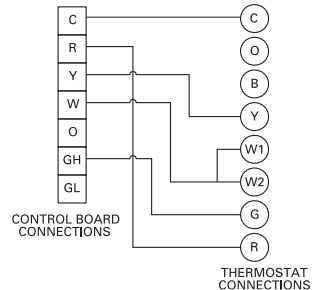 C
R
Y
W
O
GH
GL
CONTROL BOARD
CONNECTIONS
C
O
B
Y
W1
W2
G
R
THERMOSTAT
CONNECTIONS